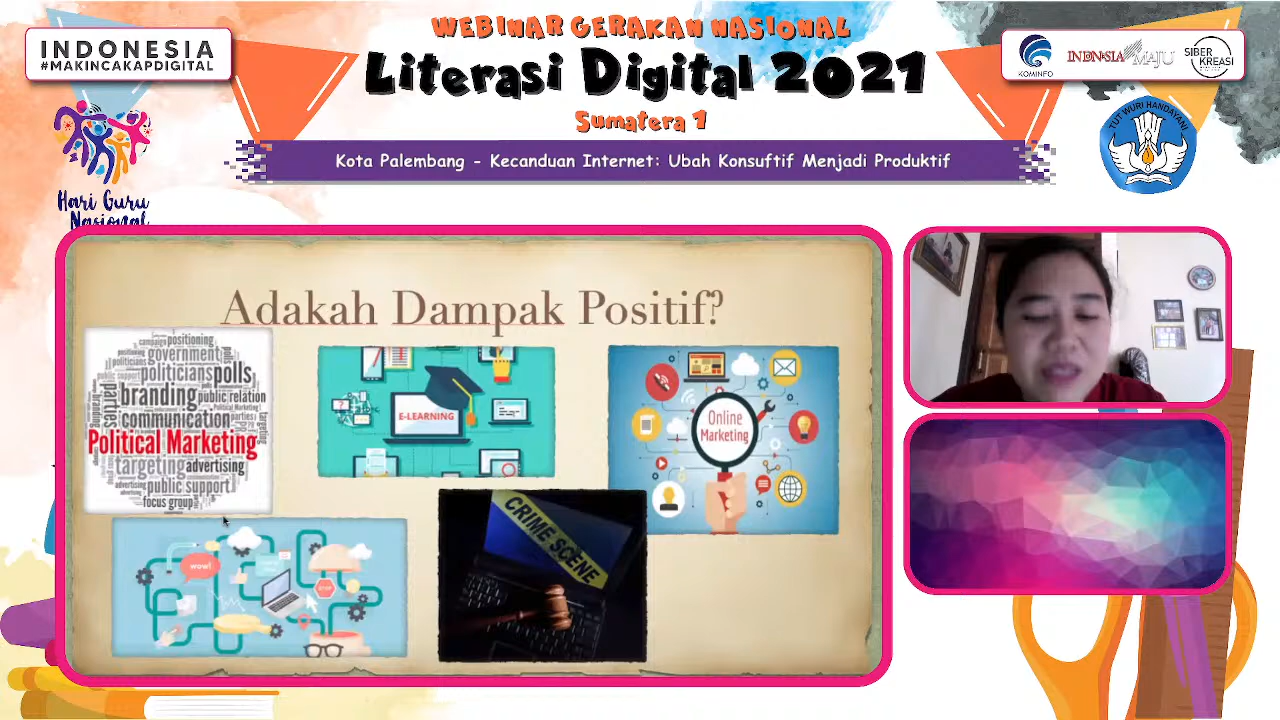 WEBINAR GERAKAN NASIONAL
Literasi Digital 2021
Sumatera 1
INDONESIA
#MAKINCAKAPDIGITAL
KOMINFO
INDONESIA MAJU
SIBER
KREASI
Kota Palembang - Kecanduan Internet: Ubah Konsuftif Menjadi Produktif
TUT WURI HANDAYANI
Hari Guru
Nasional
Adakah Dampak Positif?
campaign positioning
government
politicians polls
branding public relation
communication parties
Political Marketing
targeting advertising
public support
focus group
E-LEARNING
Online
Marketing
wow!
CRIME SCENE